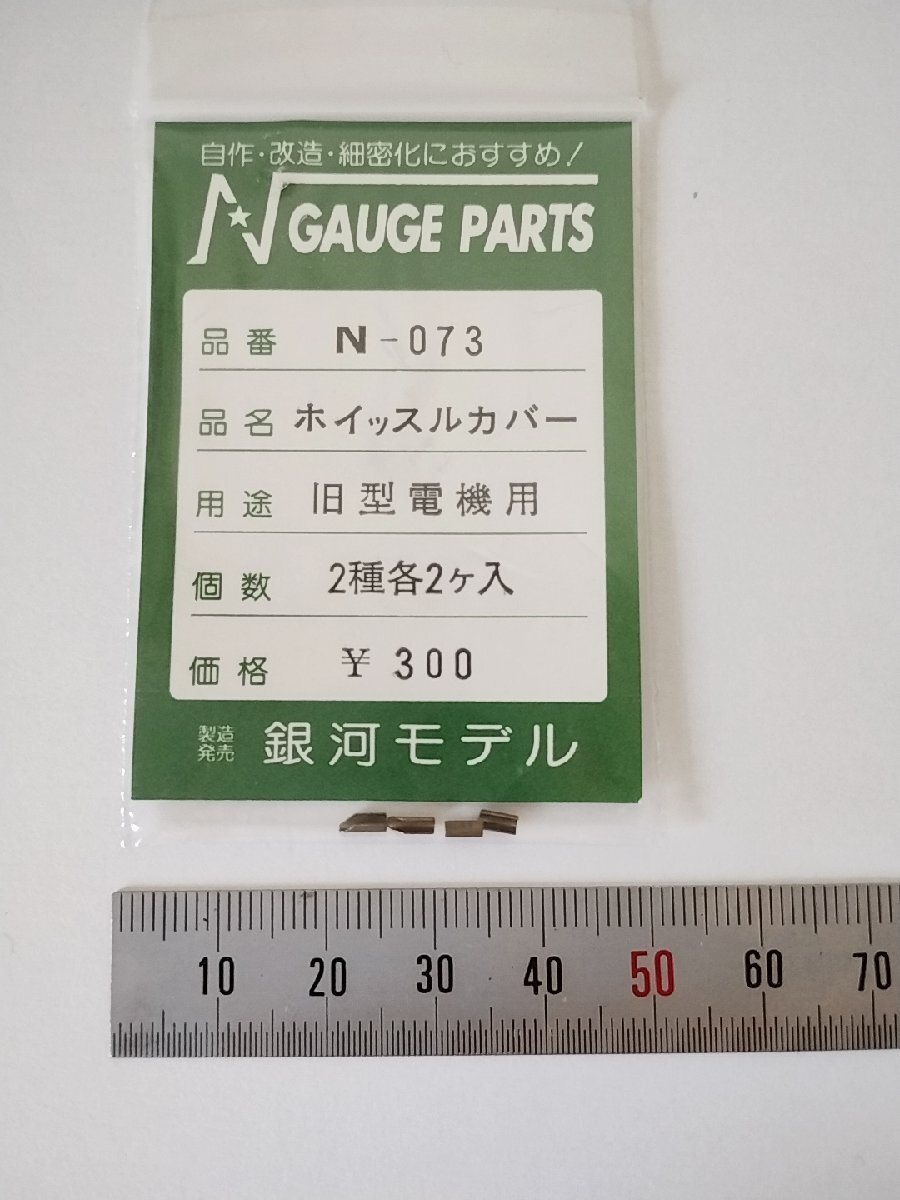 自作・改造・細密化におすすめ!
N GAUGE PARTS
品番 N-073
品名 ホイッスルカバー
用途 旧型電機用
個数 2種各2ヶ入
価格 ¥300
製造
発売 銀河モデル
10 20 30 40 50 60 70